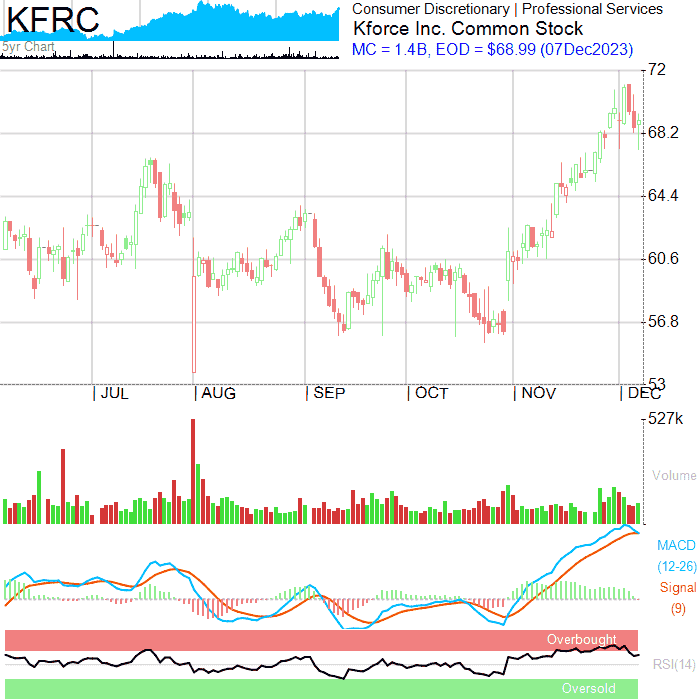 KFRC
5yr Chart
Consumer Discretionary | Professional Services
Kforce Inc. Common Stock
MC = 1.4B, EOD = $68.99 (07Dec2023)
72
68.2
64.4
60.6
56.8
53
JUL
AUG
SEP
OCT
NOV
DEC
527k
Volume
MACD
(12-26)
Signal
(9)
Overbought
RSI(14)
Oversold